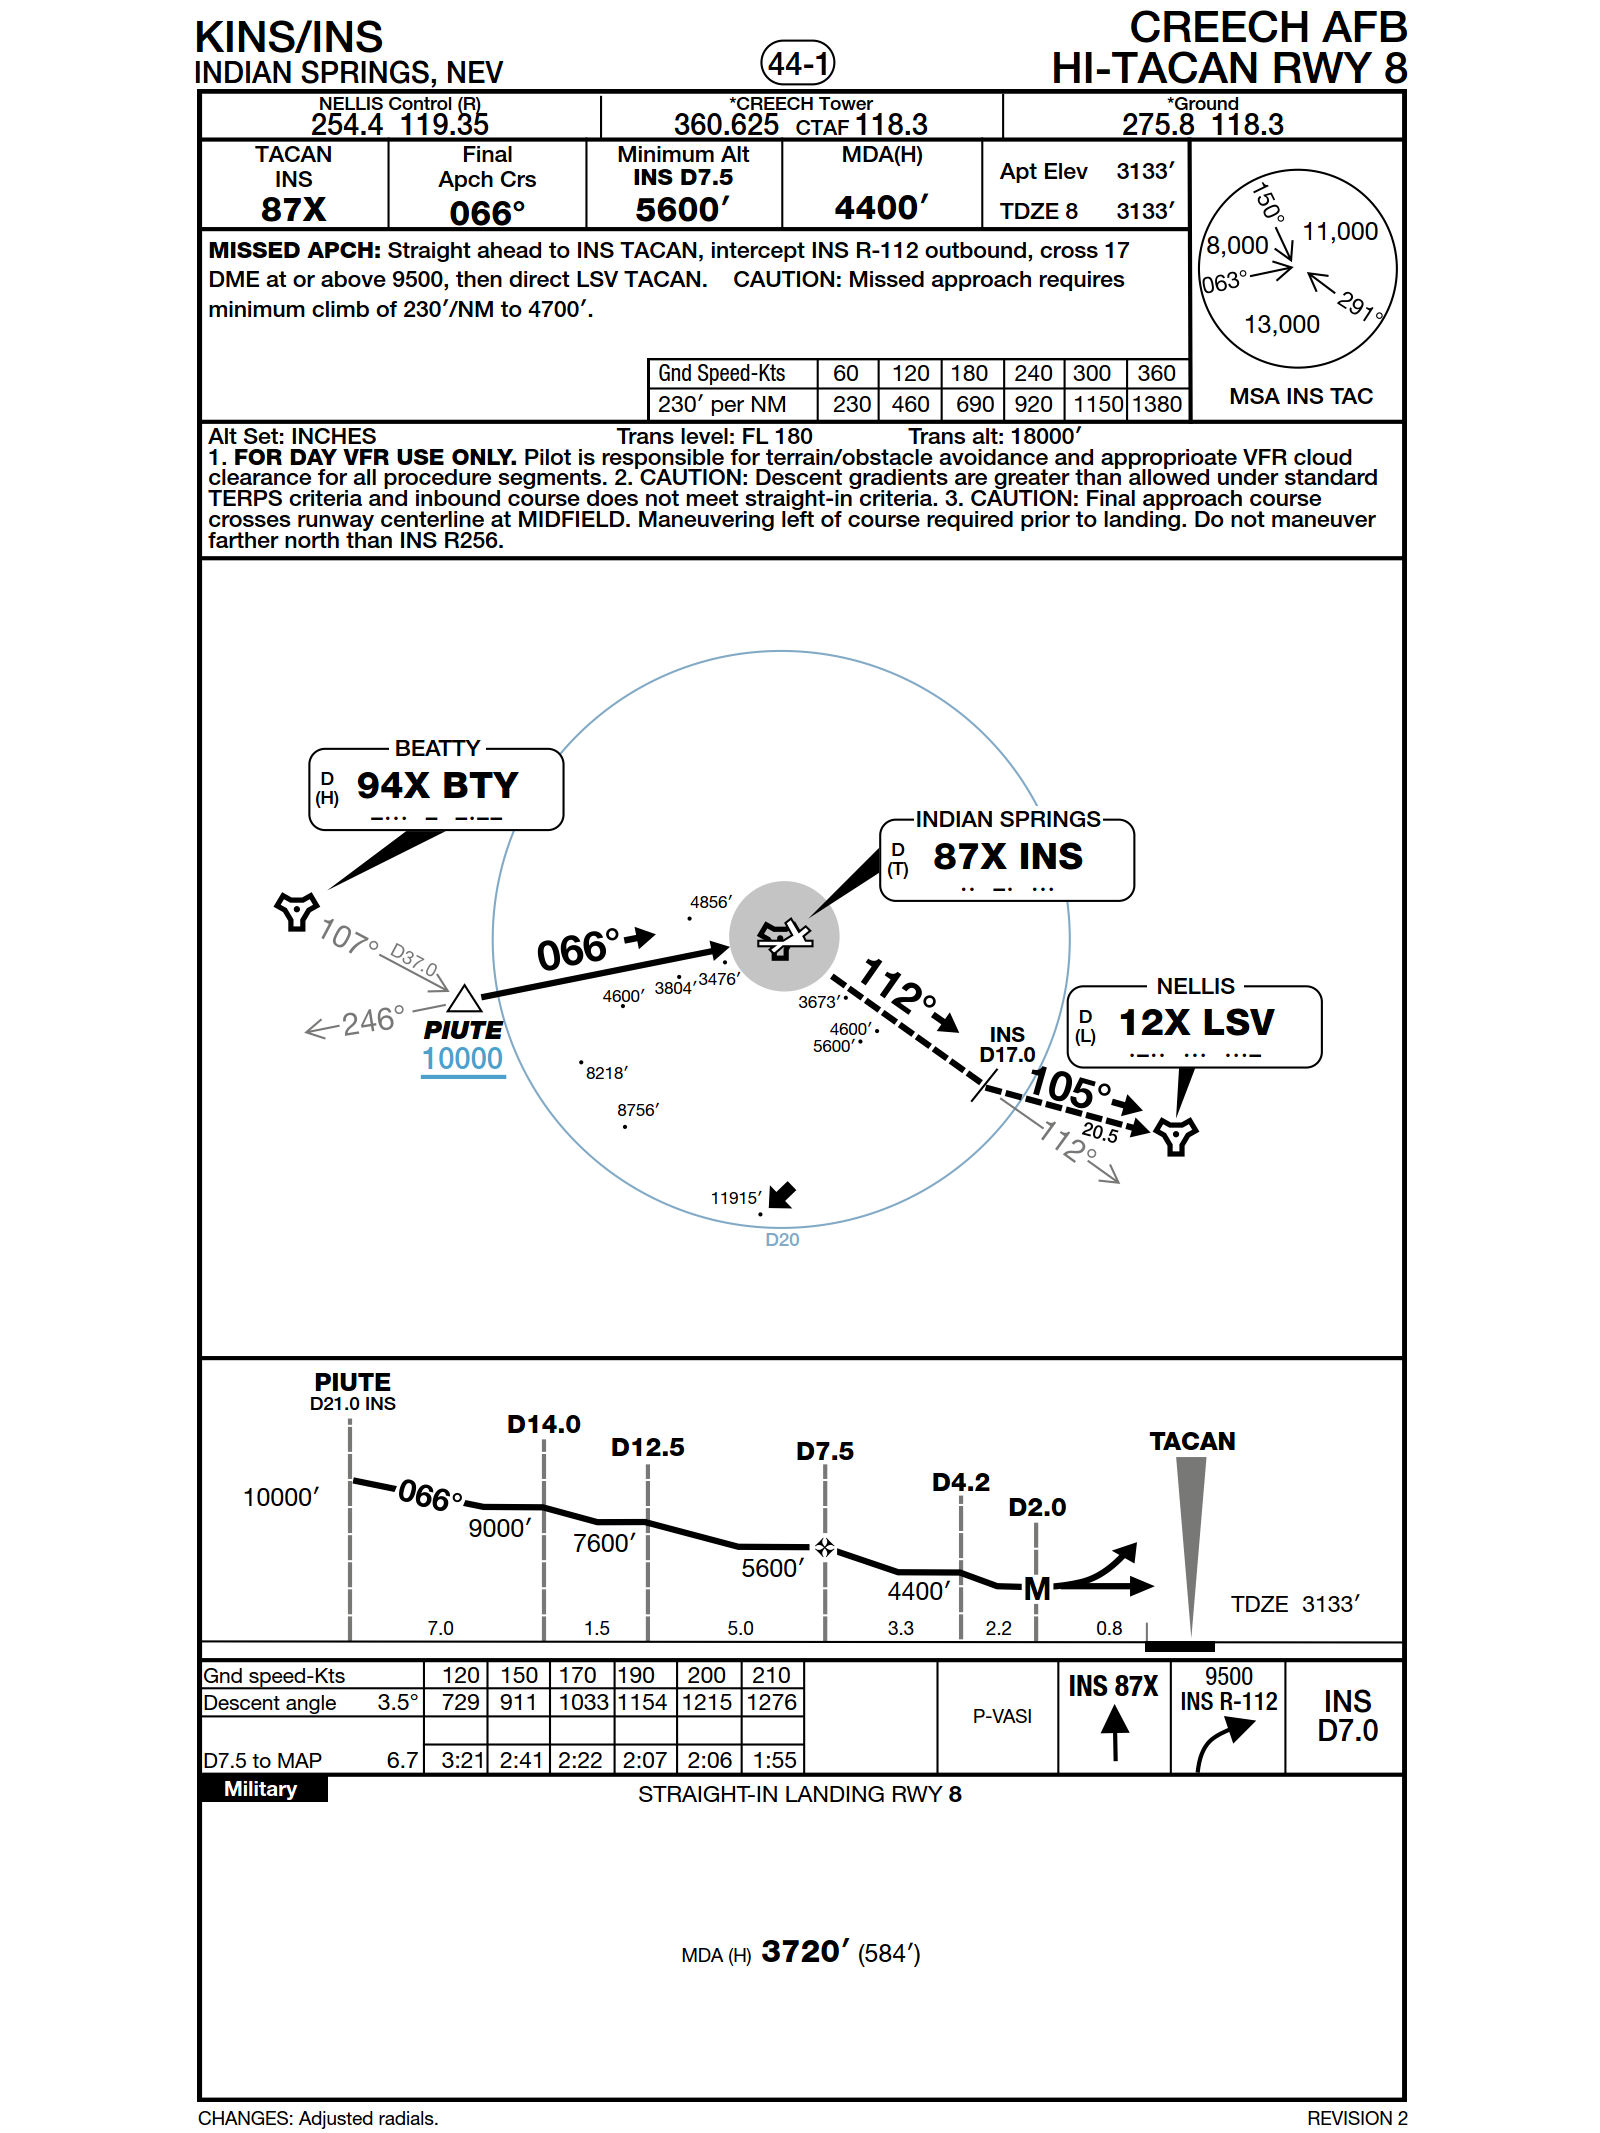 KINS/INS
INDIAN SPRINGS, NEV
44-1
CREECH AFB
HI-TACAN RWY 8
NELLIS Control (R)
254.4 119.35
*CREECH Tower
360.625 CTAF 118.3
*Ground
275.8 118.3
TACAN
INS
87X
Final
Apch Crs
066°
Minimum Alt
INS D7.5
5600′
MDA(H)
4400′
Apt Elev 3133′
TDZE 8 3133′
150°
8,000
11,000
063°
291°
13,000
MSA INS TAC
MISSED APCH: Straight ahead to INS TACAN, intercept INS R-112 outbound, cross 17
DME at or above 9500, then direct LSV TACAN. CAUTION: Missed approach requires
minimum climb of 230′/NM to 4700′.
Gnd Speed-Kts 60 120 180 240 300 360
230′ per NM 230 460 690 920 1150 1380
Alt Set: INCHES Trans level: FL 180 Trans alt: 18000′
1. FOR DAY VFR USE ONLY. Pilot is responsible for terrain/obstacle avoidance and approprioate VFR cloud
clearance for all procedure segments. 2. CAUTION: Descent gradients are greater than allowed under standard
TERPS criteria and inbound course does not meet straight-in criteria. 3. CAUTION: Final approach course
crosses runway centerline at MIDFIELD. Maneuvering left of course required prior to landing. Do not maneuver
farther north than INS R256.
BEATTY
D
(H)
94X BTY
INDIAN SPRINGS
D
(T)
87X INS
107°
D37.0
246°
PIUTE
10000
066°
4856′
4600′
3804′
3476′
8218′
8756′
11915′
D20
3673′
4600′
5600′
112°
INS
D17.0
105°
20.5
112°
NELLIS
D
(L)
12X LSV
PIUTE
D21.0 INS
D14.0
D12.5
D7.5
D4.2
D2.0
TACAN
10000′
066°
9000′
7600′
5600′
4400′
M
TDZE 3133′
7.0 1.5 5.0 3.3 2.2 0.8
Gnd speed-Kts 120 150 170 190 200 210
Descent angle 3.5° 729 911 1033 1154 1215 1276
D7.5 to MAP 6.7 3:21 2:41 2:22 2:07 2:06 1:55
P-VASI
INS 87X
9500
INS R-112
INS
D7.0
Military
STRAIGHT-IN LANDING RWY 8
MDA (H) 3720′ (584′)
CHANGES: Adjusted radials.
REVISION 2